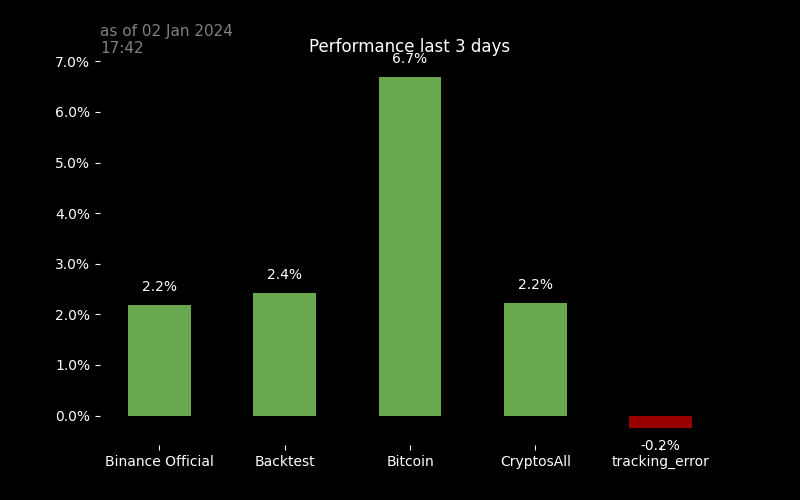 as of 02 Jan 2024
17:42
Performance last 3 days
7.0%
6.0%
5.0%
4.0%
3.0%
2.0%
1.0%
0.0%
2.2%
2.4%
6.7%
2.2%
-0.2%
Binance Official
Backtest
Bitcoin
CryptosAll
tracking_error